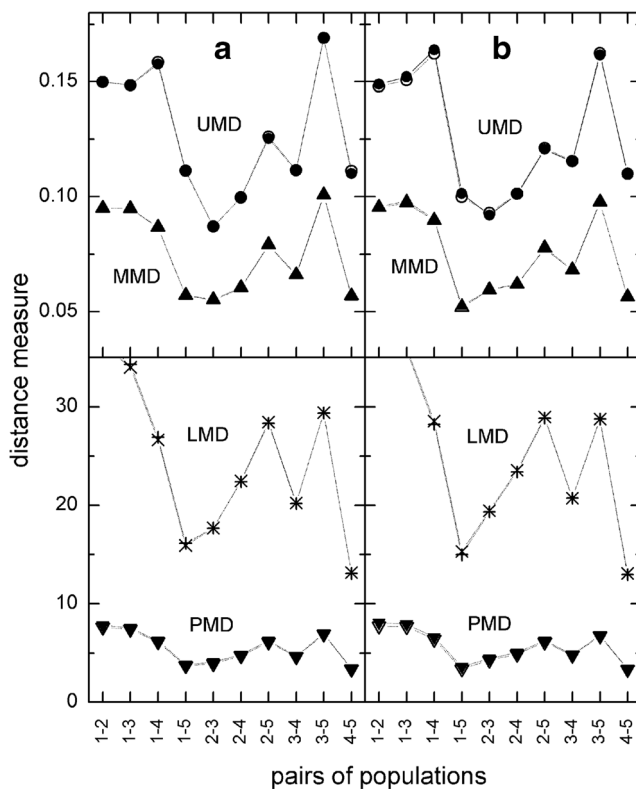 a b
0.15
UMD UMD
0.10
MMD MMD
0.05
distance measure
30
LMD LMD
20
10
PMD PMD
0
1-2 1-3 1-4 1-5 2-3 2-4 2-5 3-4 3-5 4-5 1-2 1-3 1-4 1-5 2-3 2-4 2-5 3-4 3-5 4-5
pairs of populations